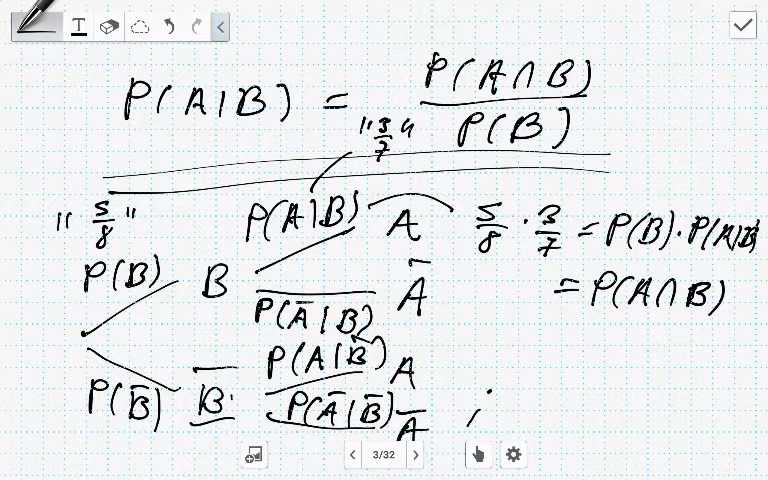 T
P(A|B) = P(A∩B) / P(B)
"3/7"
"5/8" P(A|B) A 5/8 · 3/7 = P(B)·P(A|B)
P(B) B Ā = P(A∩B)
P(Ā|B)
P(A|B̄) A
P(B̄) B̄ P(Ā|B̄) Ā
3/32